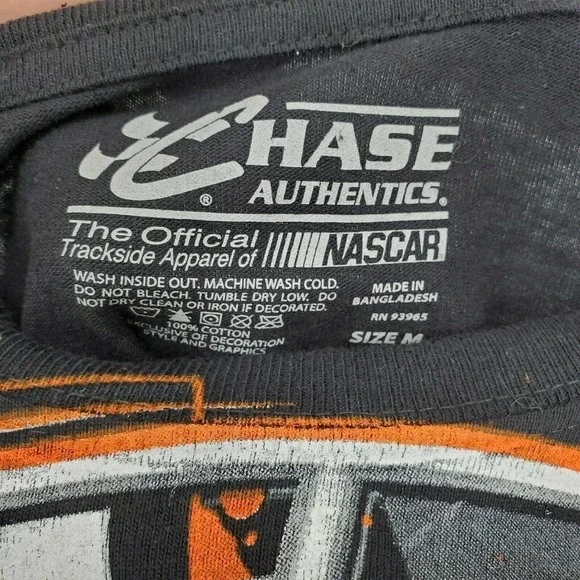 CHASE
AUTHENTICS.
®
The Official
Trackside Apparel of NASCAR
WASH INSIDE OUT. MACHINE WASH COLD.
DO NOT BLEACH. TUMBLE DRY LOW. DO
NOT DRY CLEAN OR IRON IF DECORATED.
100% COTTON
EXCLUSIVE OF DECORATION
STYLE AND GRAPHICS
MADE IN
BANGLADESH
RN 93965
SIZE M